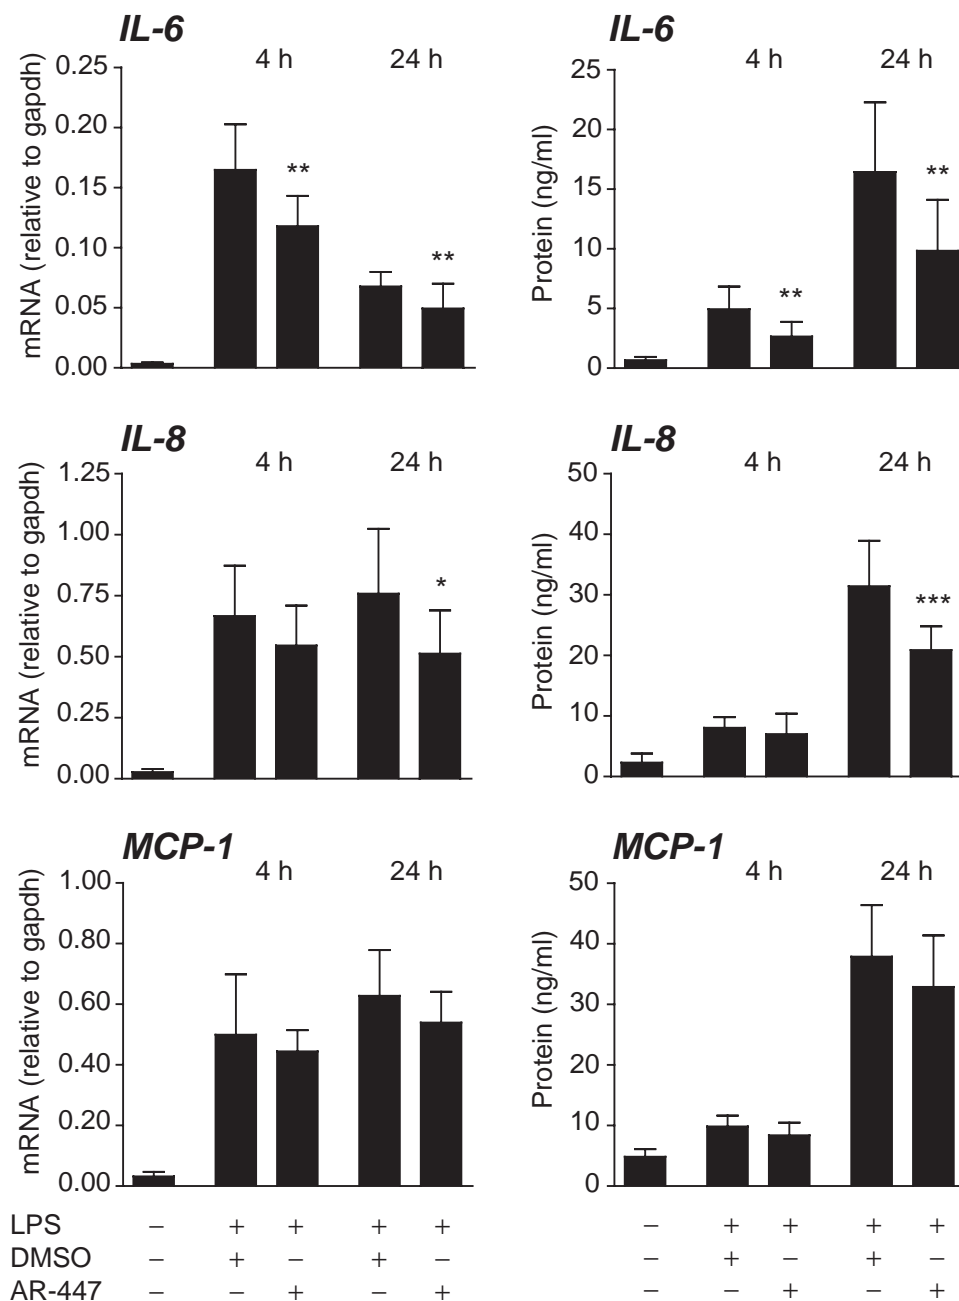 IL-6
4 h 24 h
mRNA (relative to gapdh)
0.25
0.20
0.15
0.10
0.05
0.00
**
**
IL-6
4 h 24 h
Protein (ng/ml)
25
20
15
10
5
0
**
**
IL-8
4 h 24 h
mRNA (relative to gapdh)
1.25
1.00
0.75
0.50
0.25
0.00
*
IL-8
4 h 24 h
Protein (ng/ml)
50
40
30
20
10
0
***
MCP-1
4 h 24 h
mRNA (relative to gapdh)
1.00
0.80
0.60
0.40
0.20
0.00
MCP-1
4 h 24 h
Protein (ng/ml)
50
40
30
20
10
0
LPS – + + + + – + + + +
DMSO – + – + – – + – + –
AR-447 – – + – + – – + – +